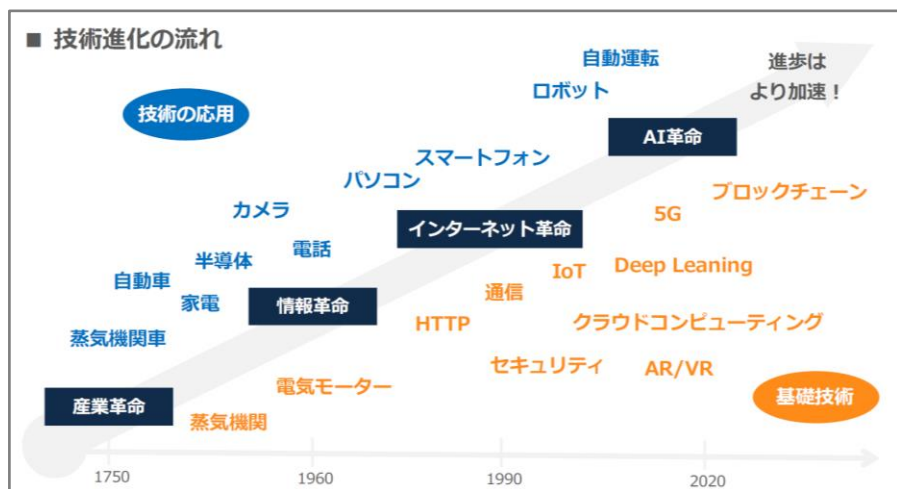 ■ 技術進化の流れ
自動運転
進歩は
より加速！
ロボット
技術の応用
AI革命
スマートフォン
パソコン
ブロックチェーン
カメラ
5G
インターネット革命
電話
半導体
IoT
Deep Leaning
自動車
通信
家電
情報革命
HTTP
クラウドコンピューティング
蒸気機関車
セキュリティ
AR/VR
電気モーター
産業革命
基礎技術
蒸気機関
1750
1960
1990
2020